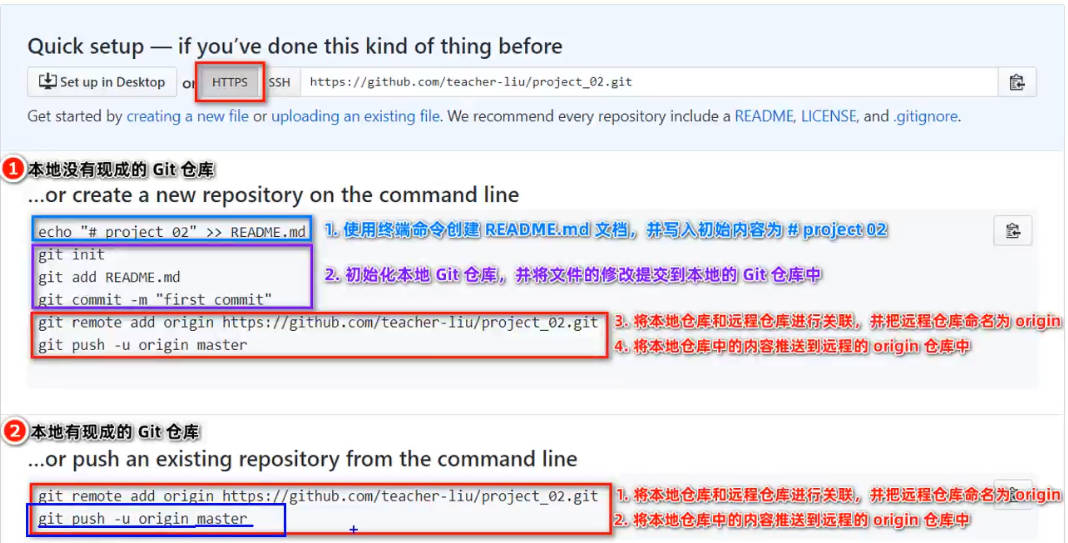 Quick setup — if you've done this kind of thing before
Set up in Desktop or HTTPS SSH https://github.com/teacher-liu/project_02.git
Get started by creating a new file or uploading an existing file. We recommend every repository include a README, LICENSE, and .gitignore.
1 本地没有现成的 Git 仓库
...or create a new repository on the command line
echo "# project_02" >> README.md 1. 使用终端命令创建 README.md 文档，并写入初始内容为 # project 02
git init
git add README.md 2. 初始化本地 Git 仓库，并将文件的修改提交到本地的 Git 仓库中
git commit -m "first commit"
git remote add origin https://github.com/teacher-liu/project_02.git 3. 将本地仓库和远程仓库进行关联，并把远程仓库命名为 origin
git push -u origin master 4. 将本地仓库中的内容推送到远程的 origin 仓库中
2 本地有现成的 Git 仓库
...or push an existing repository from the command line
git remote add origin https://github.com/teacher-liu/project_02.git 1. 将本地仓库和远程仓库进行关联，并把远程仓库命名为 origin
git push -u origin master 2. 将本地仓库中的内容推送到远程的 origin 仓库中